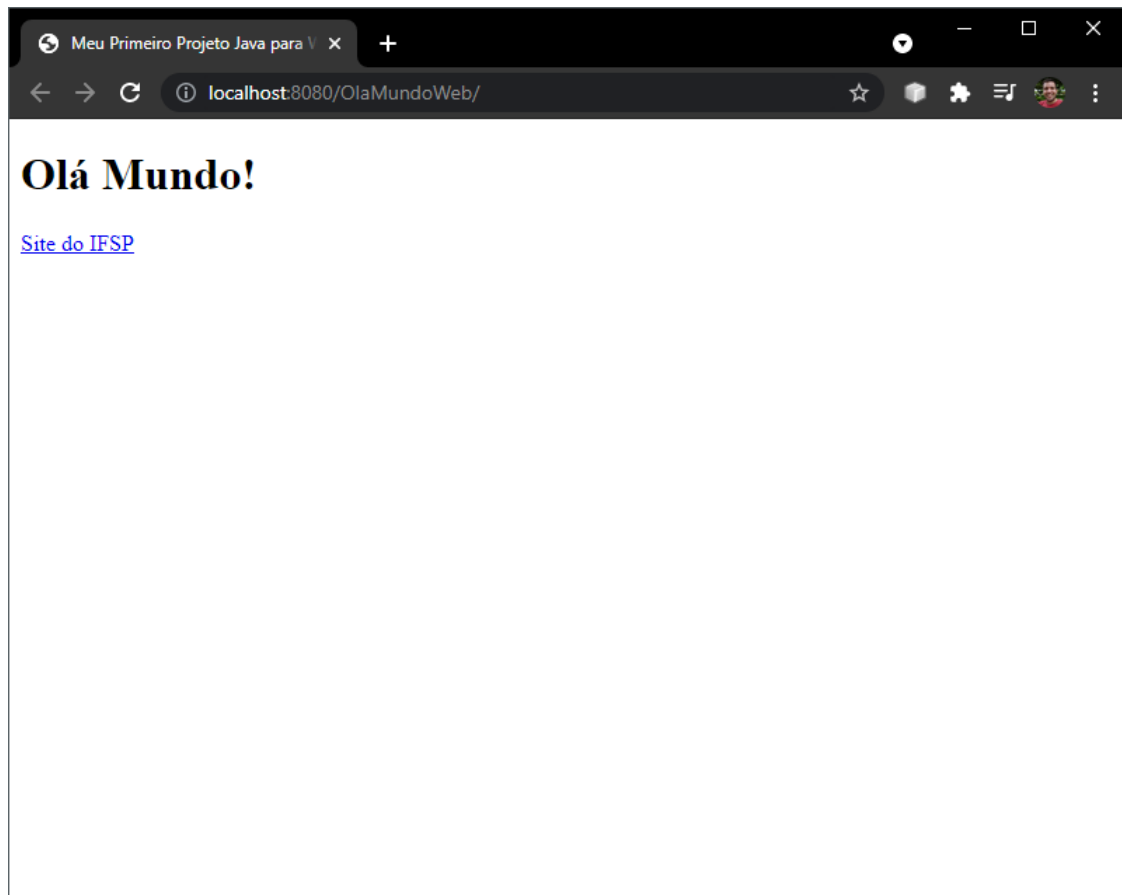 Meu Primeiro Projeto Java para
localhost:8080/OlaMundoWeb/
Olá Mundo!
Site do IFSP